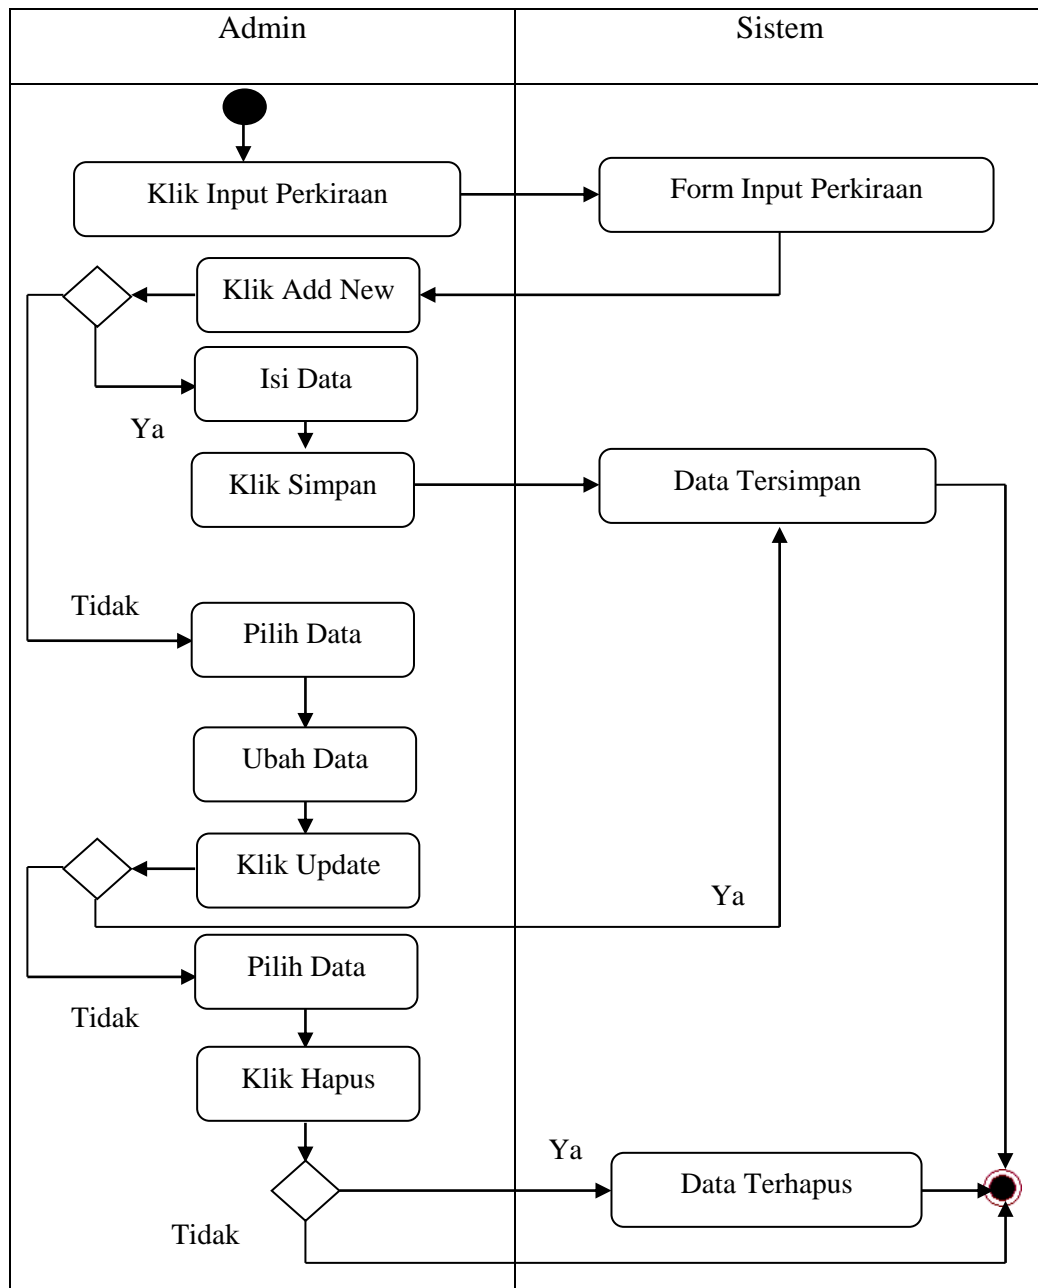 Admin
Sistem
Klik Input Perkiraan
Form Input Perkiraan
Klik Add New
Isi Data
Ya
Klik Simpan
Data Tersimpan
Tidak
Pilih Data
Ubah Data
Klik Update
Ya
Pilih Data
Tidak
Klik Hapus
Ya
Data Terhapus
Tidak